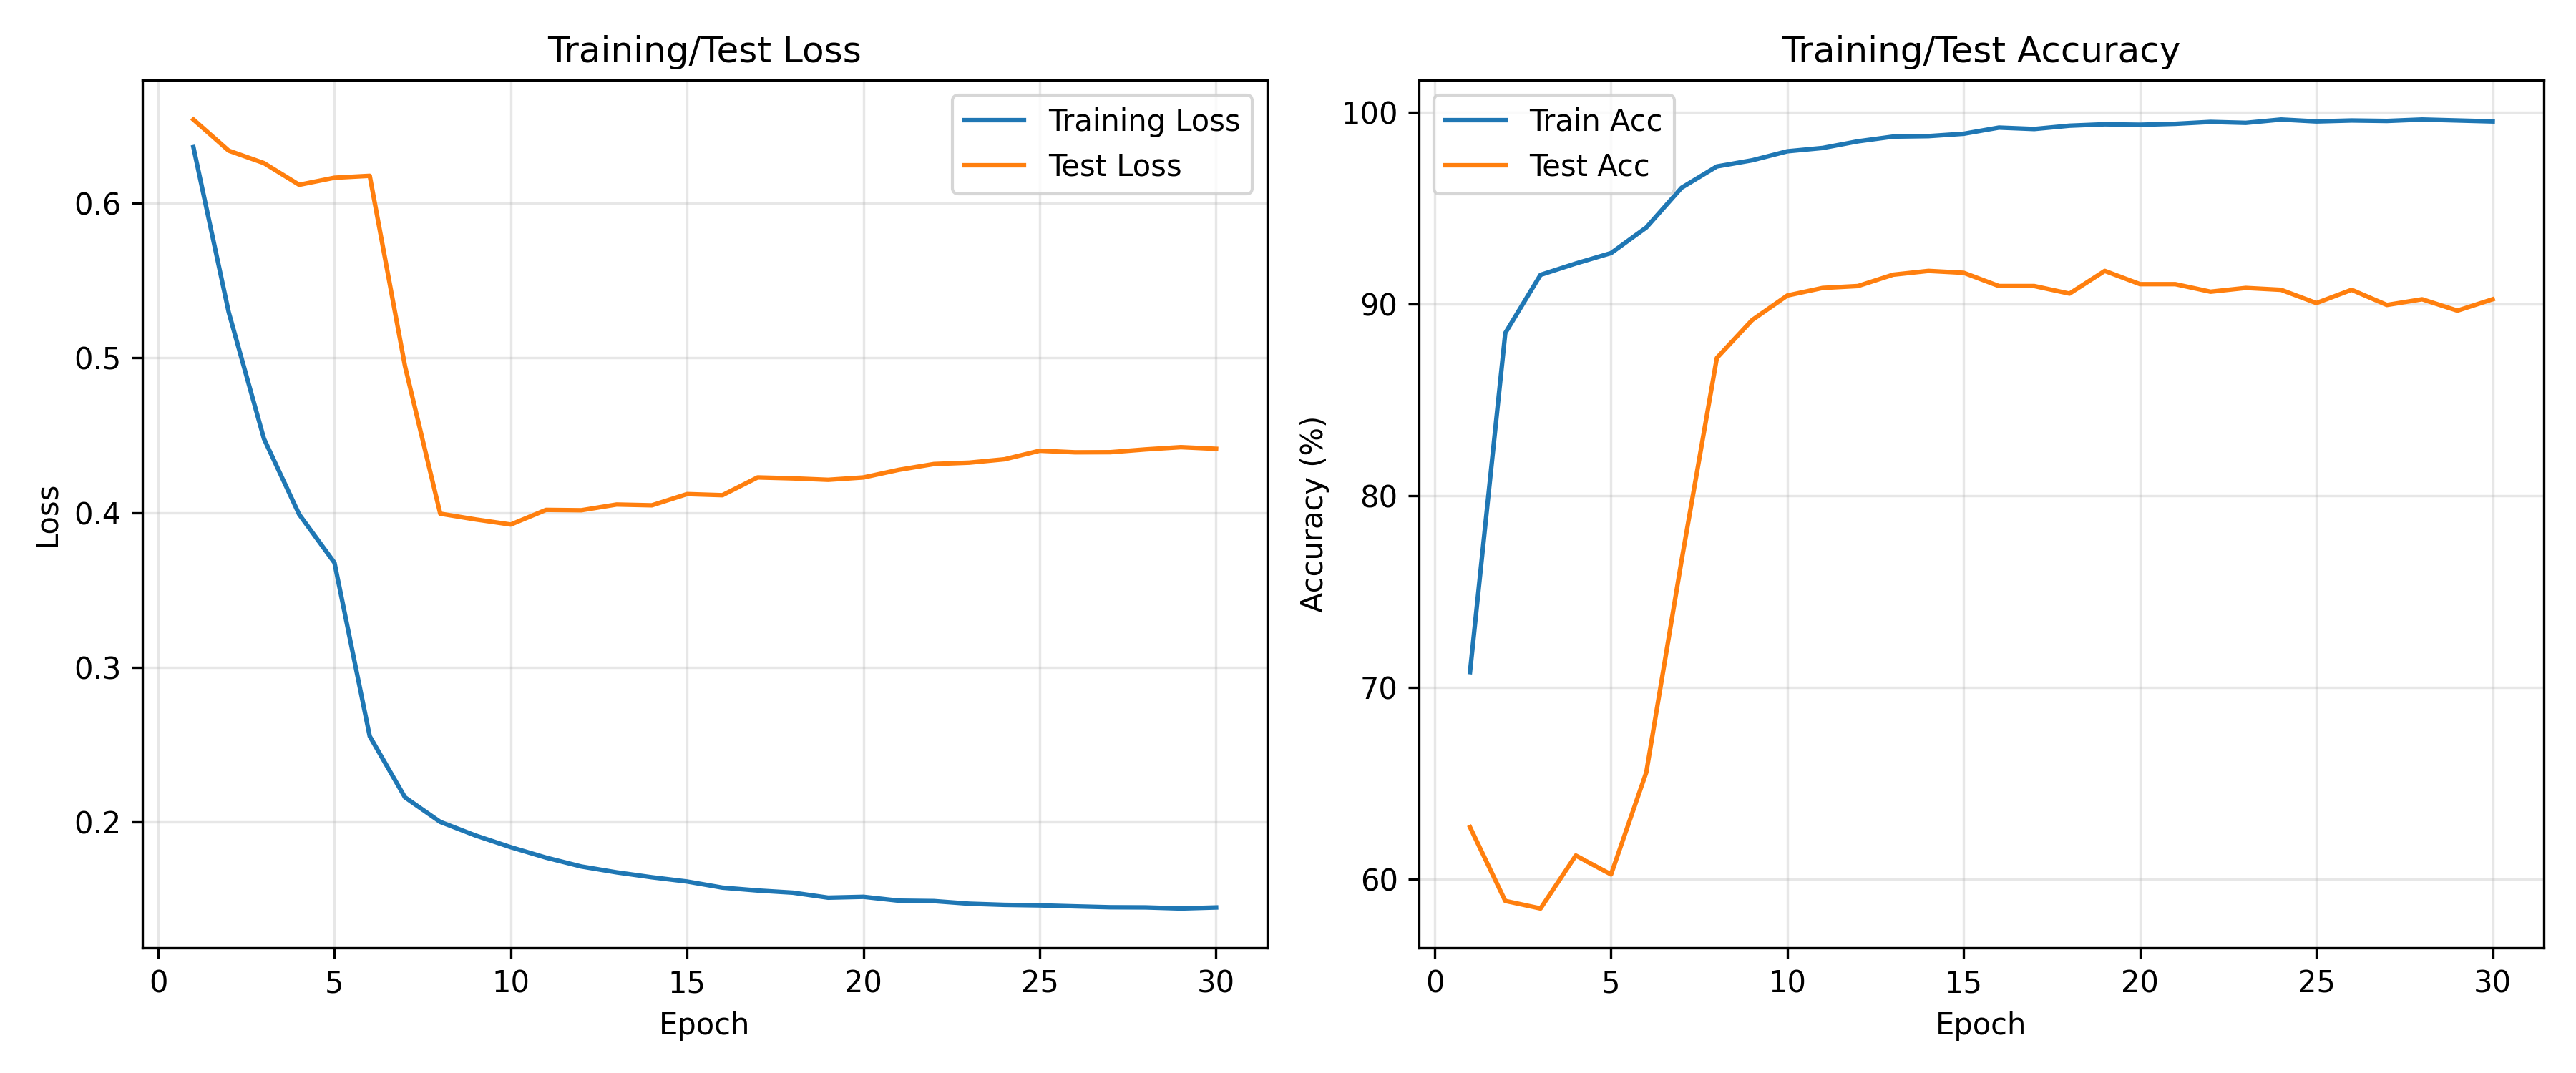 Training/Test Loss
Training Loss
Test Loss
Loss
0.6
0.5
0.4
0.3
0.2
0 5 10 15 20 25 30
Epoch
Training/Test Accuracy
Train Acc
Test Acc
Accuracy (%)
100
90
80
70
60
0 5 10 15 20 25 30
Epoch